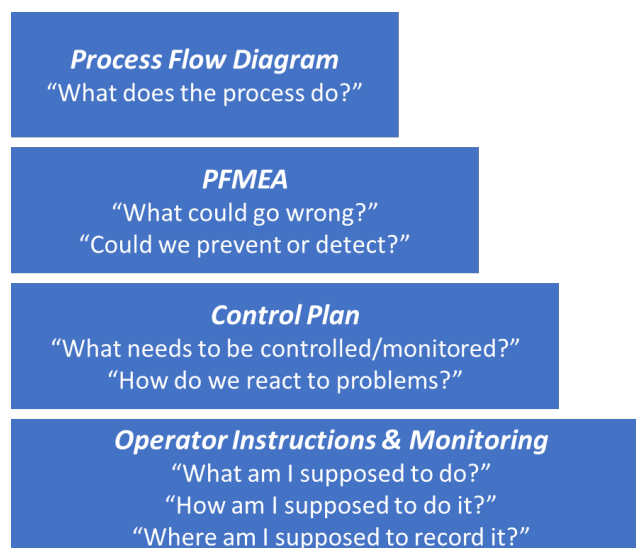 Process Flow Diagram
“What does the process do?”
PFMEA
“What could go wrong?”
“Could we prevent or detect?”
Control Plan
“What needs to be controlled/monitored?”
“How do we react to problems?”
Operator Instructions & Monitoring
“What am I supposed to do?”
“How am I supposed to do it?”
“Where am I supposed to record it?”